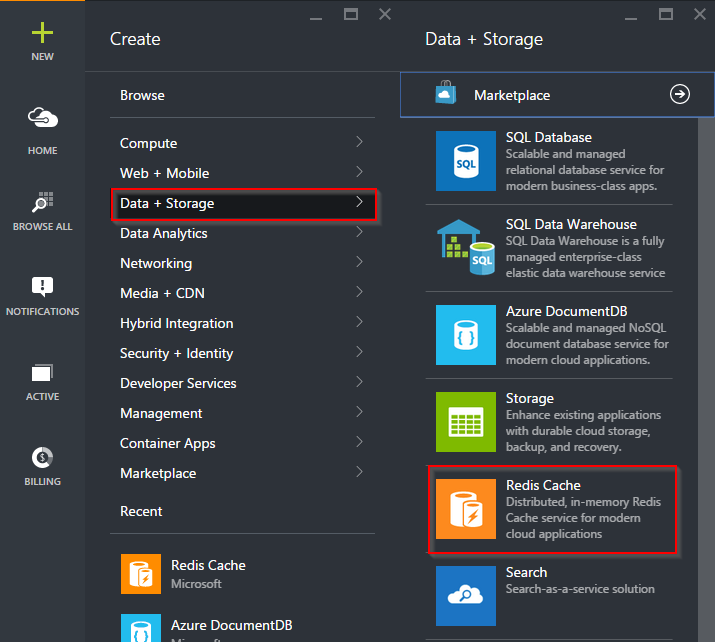 NEW
HOME
BROWSE ALL
NOTIFICATIONS
ACTIVE
BILLING
Create
Browse
Compute
Web + Mobile
Data + Storage
Data Analytics
Networking
Media + CDN
Hybrid Integration
Security + Identity
Developer Services
Management
Container Apps
Marketplace
Recent
Redis Cache
Microsoft
Azure DocumentDB
Microsoft
Data + Storage
Marketplace
SQL Database
Scalable and managed
relational database service for
modern business-class apps.
SQL
SQL Data Warehouse
SQL Data Warehouse is a fully
managed enterprise-class
elastic data warehouse service
SQL
Azure DocumentDB
Scalable and managed NoSQL
document database service for
modern cloud applications.
Storage
Enhance existing applications
with durable cloud storage,
backup, and recovery.
Redis Cache
Distributed, in-memory Redis
Cache service for modern
cloud applications
Search
Search-as-a-service solution